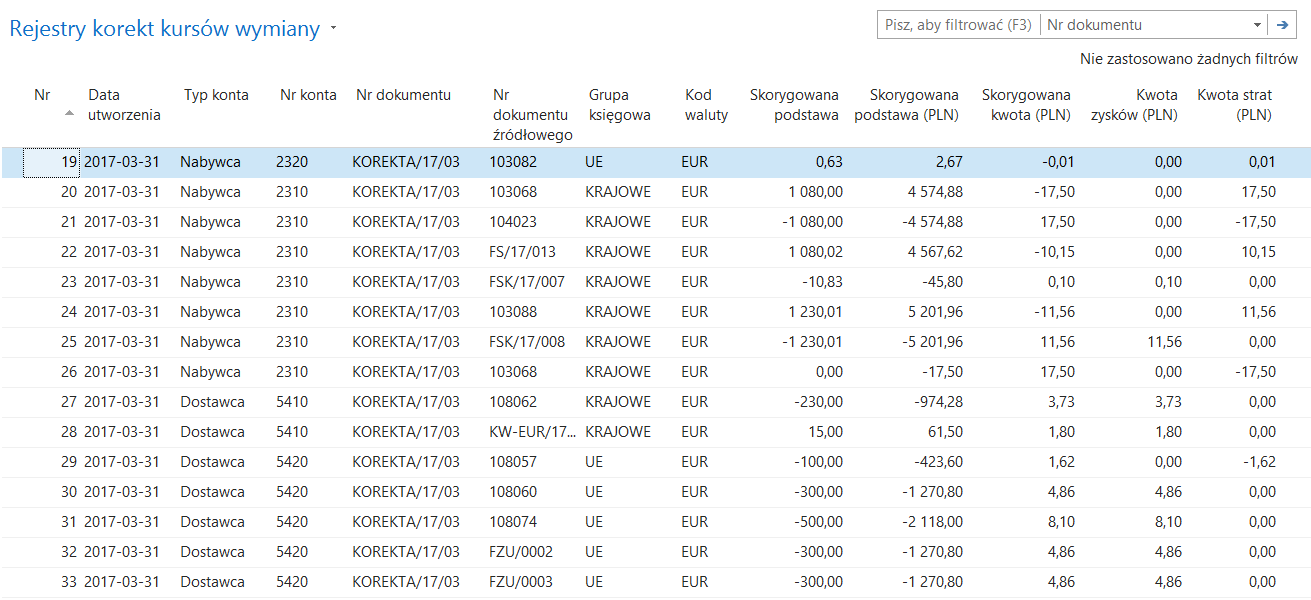 Rejestry korekt kursów wymiany
Pisz, aby filtrować (F3) Nr dokumentu
Nie zastosowano żadnych filtrów
Nr Data utworzenia Typ konta Nr konta Nr dokumentu Nr dokumentu źródłowego Grupa księgowa Kod waluty Skorygowana podstawa Skorygowana podstawa (PLN) Skorygowana kwota (PLN) Kwota zysków (PLN) Kwota strat (PLN)
19 2017-03-31 Nabywca 2320 KOREKTA/17/03 103082 UE EUR 0,63 2,67 -0,01 0,00 0,01
20 2017-03-31 Nabywca 2310 KOREKTA/17/03 103068 KRAJOWE EUR 1 080,00 4 574,88 -17,50 0,00 17,50
21 2017-03-31 Nabywca 2310 KOREKTA/17/03 104023 KRAJOWE EUR -1 080,00 -4 574,88 17,50 0,00 -17,50
22 2017-03-31 Nabywca 2310 KOREKTA/17/03 FS/17/013 KRAJOWE EUR 1 080,02 4 567,62 -10,15 0,00 10,15
23 2017-03-31 Nabywca 2310 KOREKTA/17/03 FSK/17/007 KRAJOWE EUR -10,83 -45,80 0,10 0,10 0,00
24 2017-03-31 Nabywca 2310 KOREKTA/17/03 103088 KRAJOWE EUR 1 230,01 5 201,96 -11,56 0,00 11,56
25 2017-03-31 Nabywca 2310 KOREKTA/17/03 FSK/17/008 KRAJOWE EUR -1 230,01 -5 201,96 11,56 11,56 0,00
26 2017-03-31 Nabywca 2310 KOREKTA/17/03 103068 KRAJOWE EUR 0,00 -17,50 17,50 0,00 -17,50
27 2017-03-31 Dostawca 5410 KOREKTA/17/03 108062 KRAJOWE EUR -230,00 -974,28 3,73 3,73 0,00
28 2017-03-31 Dostawca 5410 KOREKTA/17/03 KW-EUR/17... KRAJOWE EUR 15,00 61,50 1,80 1,80 0,00
29 2017-03-31 Dostawca 5420 KOREKTA/17/03 108057 UE EUR -100,00 -423,60 1,62 0,00 -1,62
30 2017-03-31 Dostawca 5420 KOREKTA/17/03 108060 UE EUR -300,00 -1 270,80 4,86 4,86 0,00
31 2017-03-31 Dostawca 5420 KOREKTA/17/03 108074 UE EUR -500,00 -2 118,00 8,10 8,10 0,00
32 2017-03-31 Dostawca 5420 KOREKTA/17/03 FZU/0002 UE EUR -300,00 -1 270,80 4,86 4,86 0,00
33 2017-03-31 Dostawca 5420 KOREKTA/17/03 FZU/0003 UE EUR -300,00 -1 270,80 4,86 4,86 0,00